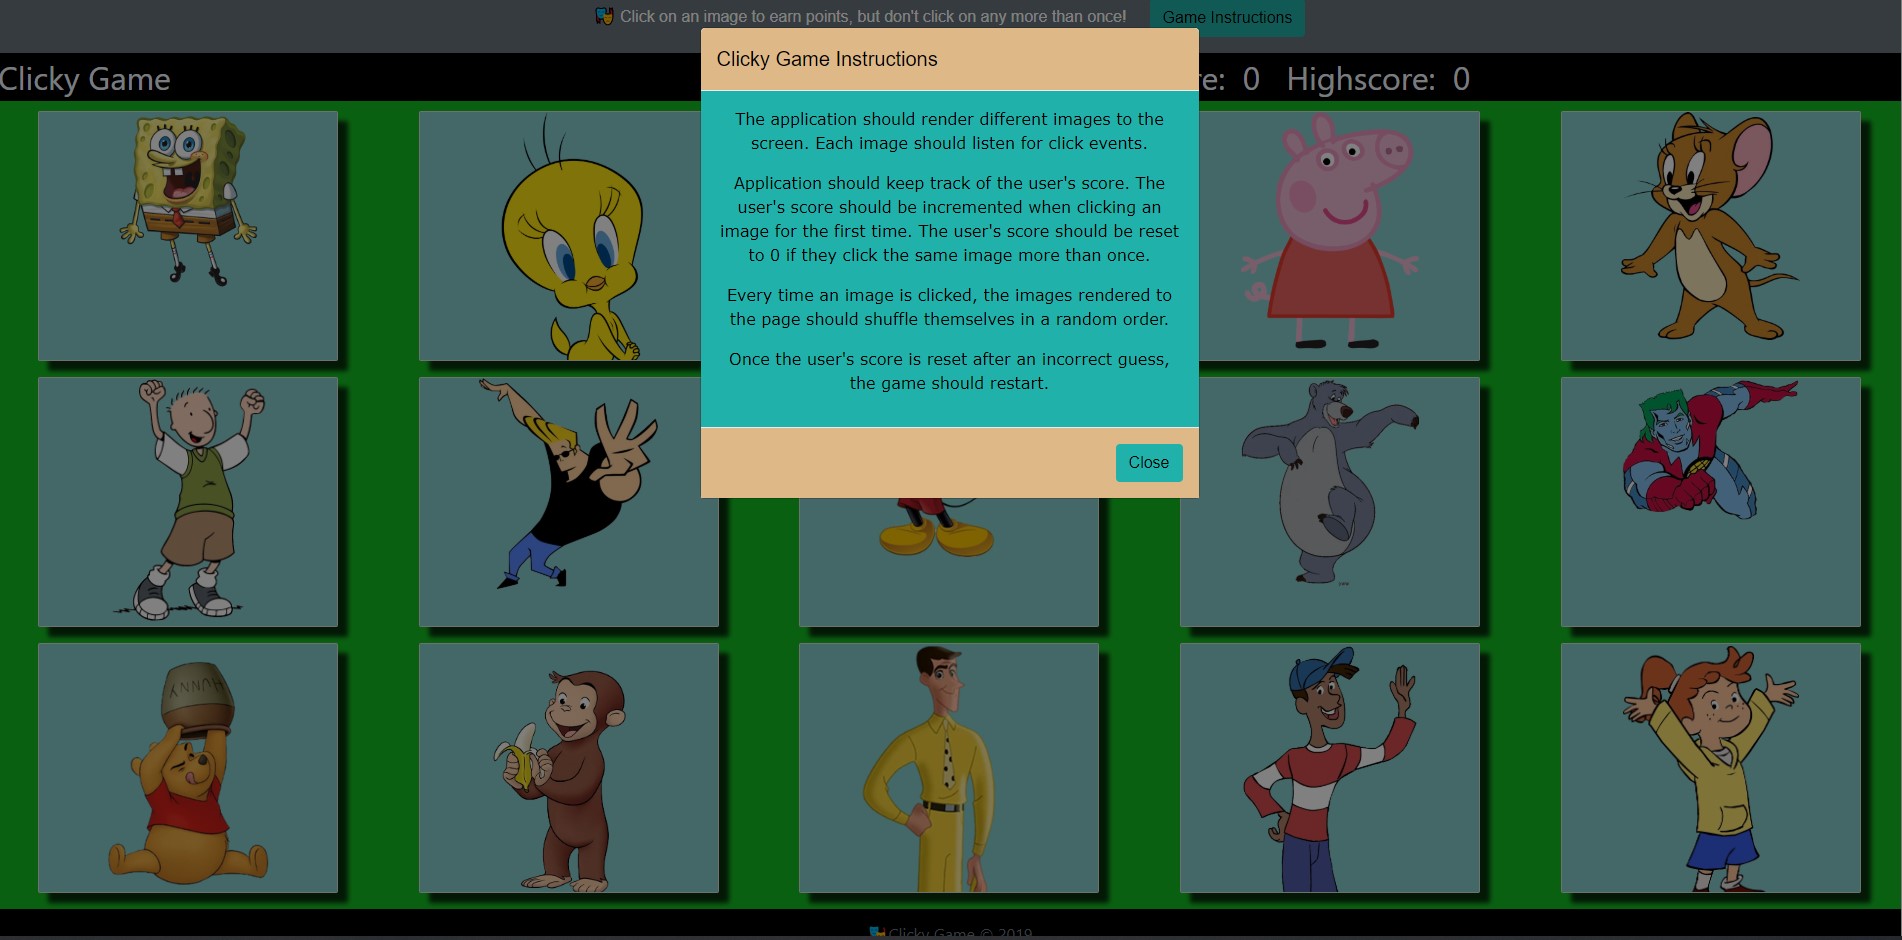 Click on an image to earn points, but don't click on any more than once!
Game Instructions
Clicky Game
re: 0 Highscore: 0
Clicky Game Instructions
The application should render different images to the
screen. Each image should listen for click events.
Application should keep track of the user's score. The
user's score should be incremented when clicking an
image for the first time. The user's score should be reset
to 0 if they click the same image more than once.
Every time an image is clicked, the images rendered to
the page should shuffle themselves in a random order.
Once the user's score is reset after an incorrect guess,
the game should restart.
Close
HUNNY
Clicky Game © 2019